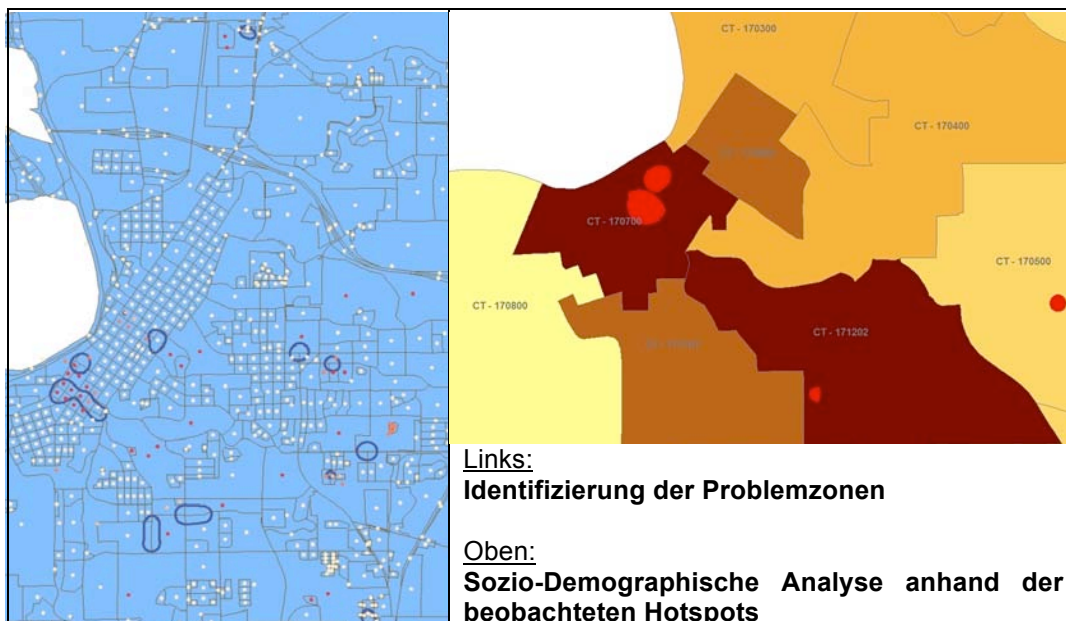 CT - 170300
CT - 170400
CT - 170700
CT - 170500
CT - 170800
CT - 171202
Links:
Identifizierung der Problemzonen
Oben:
Sozio-Demographische Analyse anhand der
beobachteten Hotspots